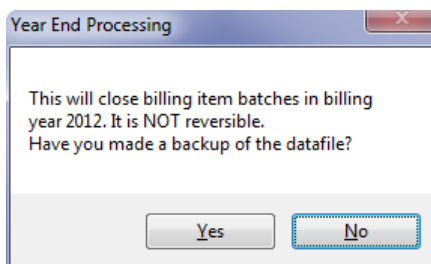 Year End Processing
This will close billing item batches in billing
year 2012. It is NOT reversible.
Have you made a backup of the datafile?
Yes
No